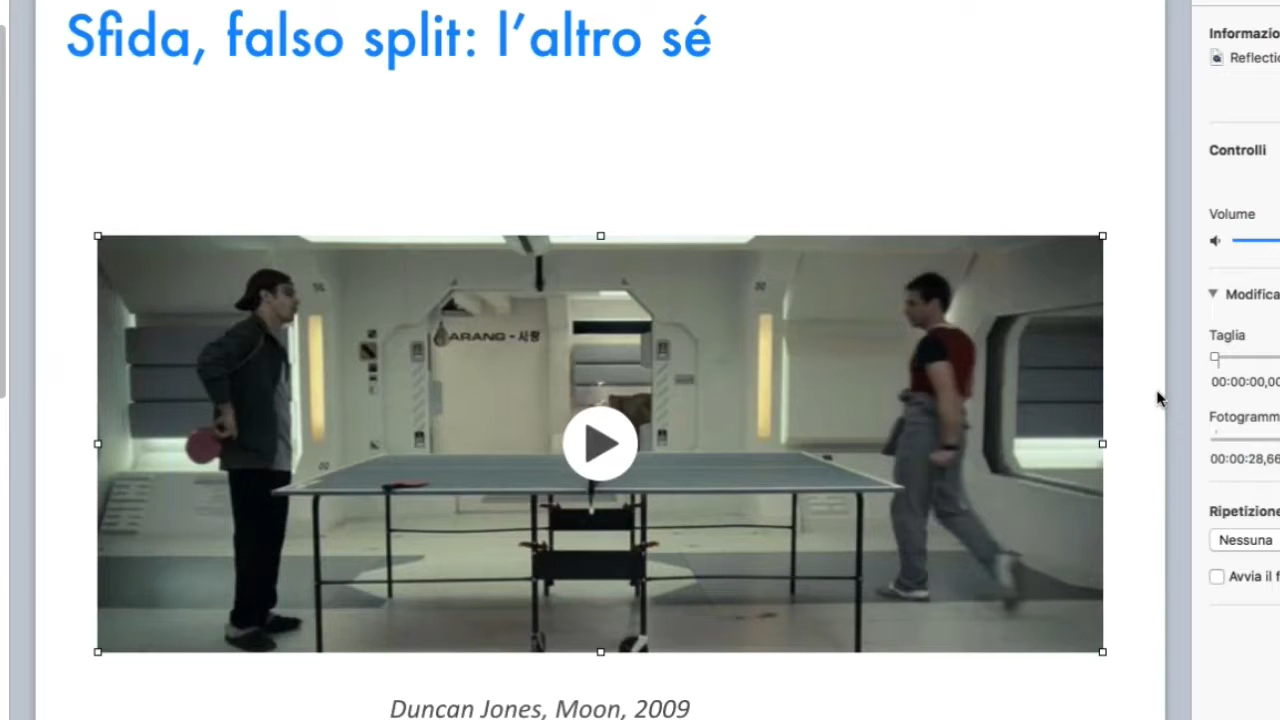 Sfida, falso split: l’altro sé
Informazio
Reflectio
Controlli
Volume
Modifica
Taglia
00:00:00,00
Fotogramm
00:00:28,66
Ripetizione
Nessuna
Avvia il f
ARANG - 사랑
Duncan Jones, Moon, 2009